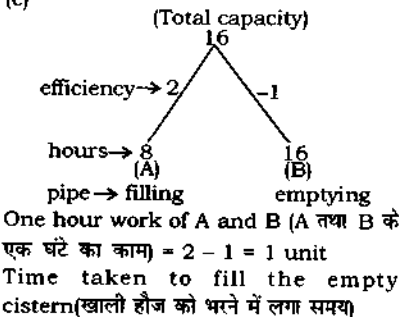 (c)
(Total capacity)
16
efficiency→ 2
–1
hours→ 8
16
(A)
(B)
pipe→ filling
emptying
One hour work of A and B (A तथा B के
एक घंटे का काम) = 2 – 1 = 1 unit
Time taken to fill the empty
cistern(खाली हौज को भरने में लगा समय)